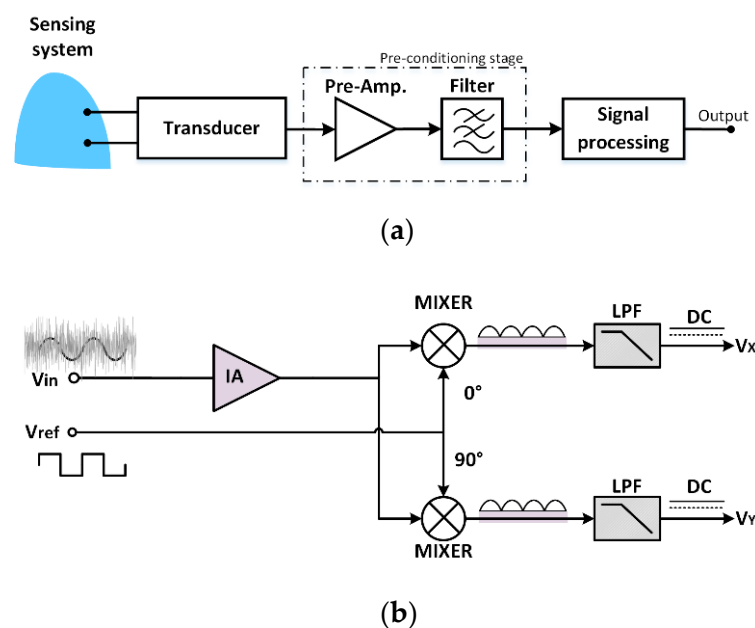 Sensing
system
Pre-conditioning stage
Pre-Amp.
Filter
Transducer
Signal
processing
Output
(a)
MIXER
LPF
DC
Vin
IA
0°
VX
Vref
90°
LPF
DC
MIXER
VY
(b)